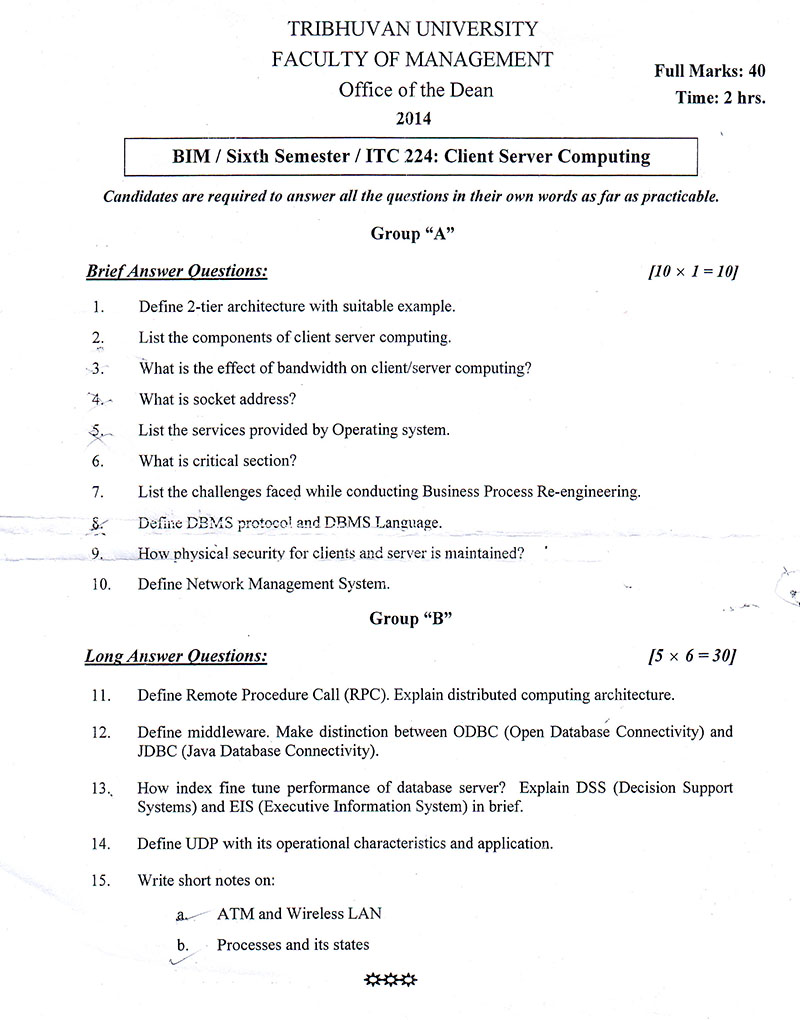 TRIBHUVAN UNIVERSITY
FACULTY OF MANAGEMENT
Office of the Dean
2014
Full Marks: 40
Time: 2 hrs.
BIM / Sixth Semester / ITC 224: Client Server Computing
Candidates are required to answer all the questions in their own words as far as practicable.
Group “A”
Brief Answer Questions: [10 × 1 = 10]
1. Define 2-tier architecture with suitable example.
2. List the components of client server computing.
3. What is the effect of bandwidth on client/server computing?
4. What is socket address?
5. List the services provided by Operating system.
6. What is critical section?
7. List the challenges faced while conducting Business Process Re-engineering.
8. Define DBMS protocol and DBMS Language.
9. How physical security for clients and server is maintained?
10. Define Network Management System.
Group “B”
Long Answer Questions: [5 × 6 = 30]
11. Define Remote Procedure Call (RPC). Explain distributed computing architecture.
12. Define middleware. Make distinction between ODBC (Open Database Connectivity) and
JDBC (Java Database Connectivity).
13. How index fine tune performance of database server? Explain DSS (Decision Support
Systems) and EIS (Executive Information System) in brief.
14. Define UDP with its operational characteristics and application.
15. Write short notes on:
a. ATM and Wireless LAN
b. Processes and its states